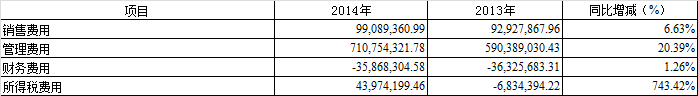 项目 2014年 2013年 同比增减（%）
销售费用 99,089,360.99 92,927,867.96 6.63%
管理费用 710,754,321.78 590,389,030.43 20.39%
财务费用 -35,868,304.58 -36,325,683.31 1.26%
所得税费用 43,974,199.46 -6,834,394.22 743.42%